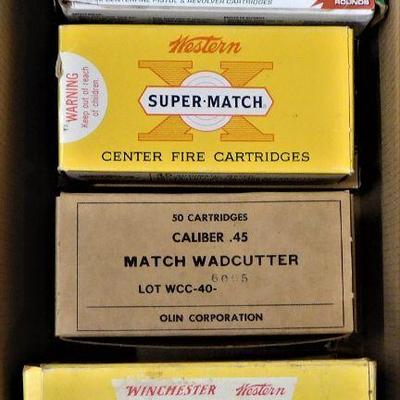 CENTERFIRE PISTOL & REVOLVER CARTRIDGES
ROUNDS
Western
X
SUPER-MATCH
WARNING
Keep out of reach
of children.
CENTER FIRE CARTRIDGES
50 CARTRIDGES
CALIBER .45
MATCH WADCUTTER
LOT WCC-40-
OLIN CORPORATION
WINCHESTER Western